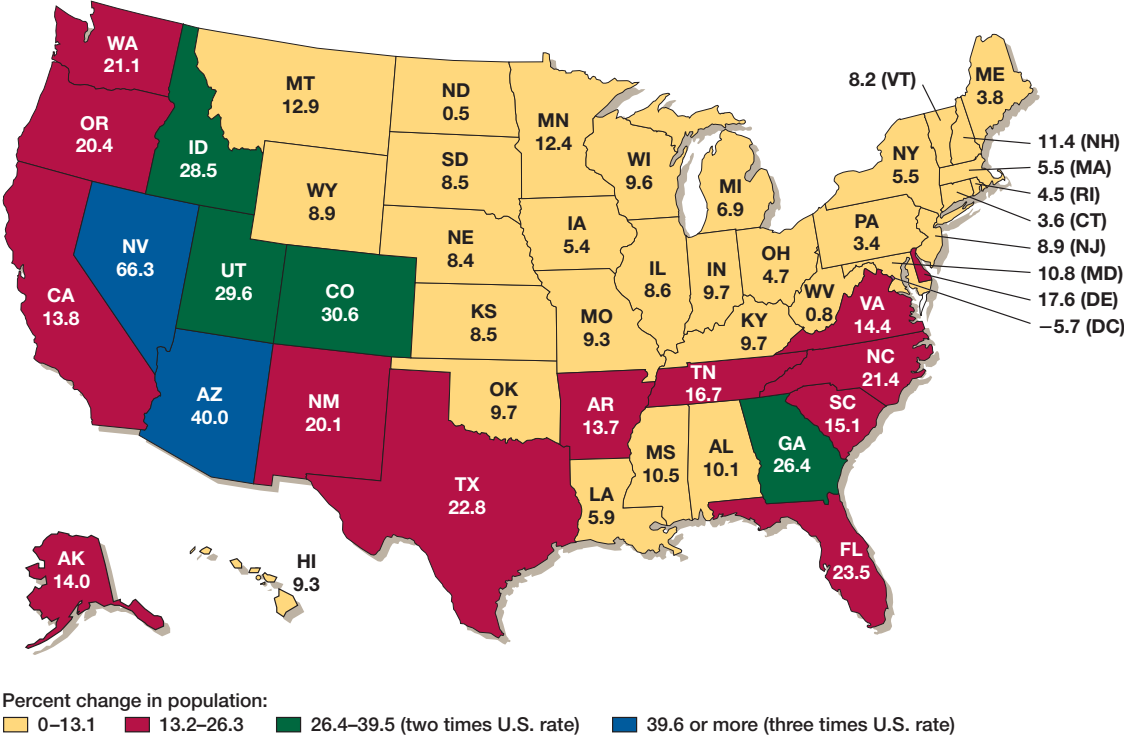 WA
21.1
OR
20.4
CA
13.8
ID
28.5
NV
66.3
MT
12.9
WY
8.9
UT
29.6
CO
30.6
AZ
40.0
NM
20.1
ND
0.5
SD
8.5
NE
8.4
KS
8.5
OK
9.7
TX
22.8
MN
12.4
IA
5.4
MO
9.3
AR
13.7
LA
5.9
WI
9.6
IL
8.6
MI
6.9
IN
9.7
OH
4.7
KY
9.7
TN
16.7
MS
10.5
AL
10.1
GA
26.4
FL
23.5
SC
15.1
NC
21.4
VA
14.4
WV
0.8
PA
3.4
NY
5.5
ME
3.8
8.2 (VT)
11.4 (NH)
5.5 (MA)
4.5 (RI)
3.6 (CT)
8.9 (NJ)
10.8 (MD)
17.6 (DE)
−5.7 (DC)
AK
14.0
HI
9.3
Percent change in population:
0–13.1
13.2–26.3
26.4–39.5 (two times U.S. rate)
39.6 or more (three times U.S. rate)